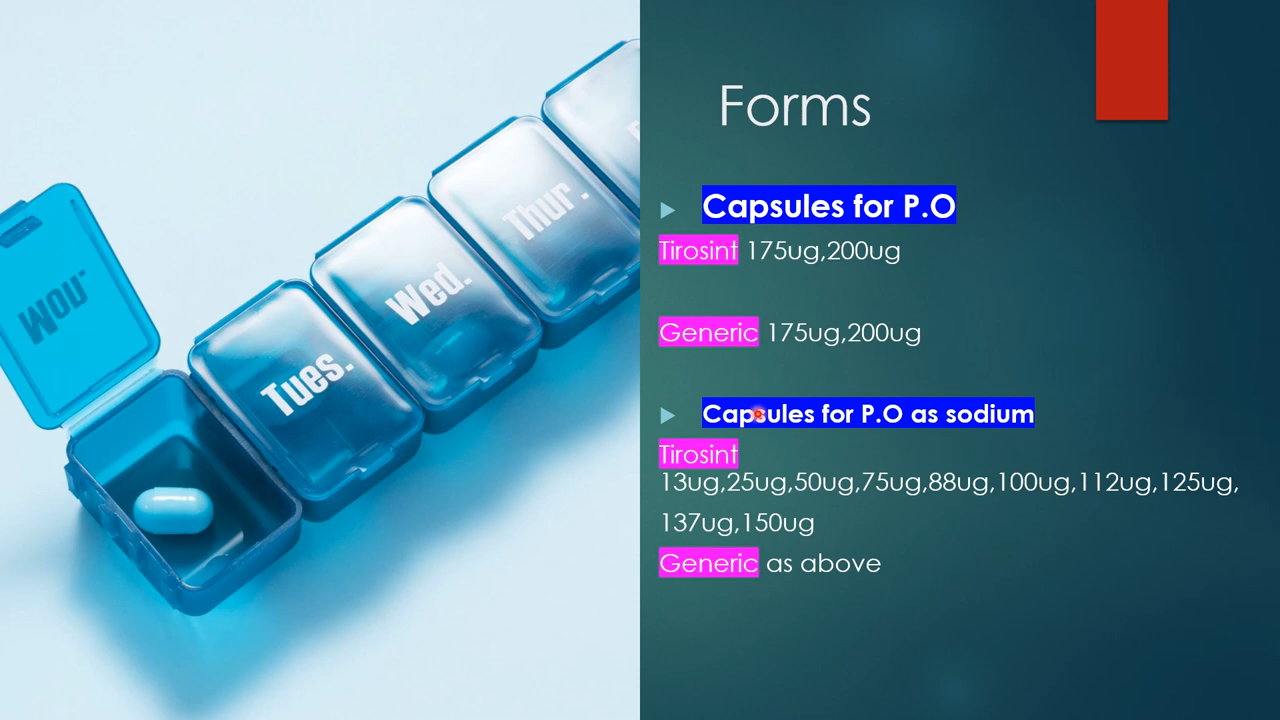 Forms
Capsules for P.O
Tirosint 175ug,200ug
Generic 175ug,200ug
Capsules for P.O as sodium
Tirosint
13ug,25ug,50ug,75ug,88ug,100ug,112ug,125ug,
137ug,150ug
Generic as above
Mon.
Tues.
Wed.
Thur.